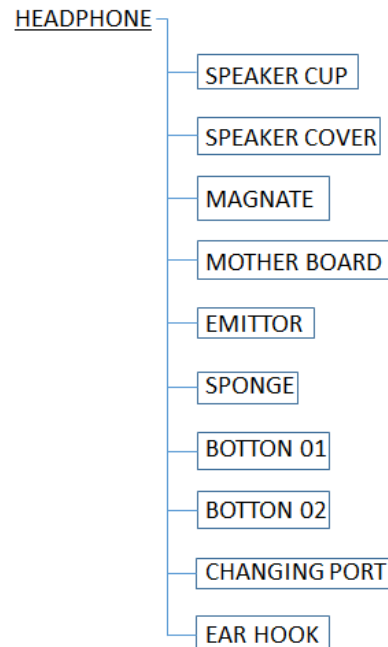 HEADPHONE
SPEAKER CUP
SPEAKER COVER
MAGNATE
MOTHER BOARD
EMITTOR
SPONGE
BOTTON 01
BOTTON 02
CHANGING PORT
EAR HOOK